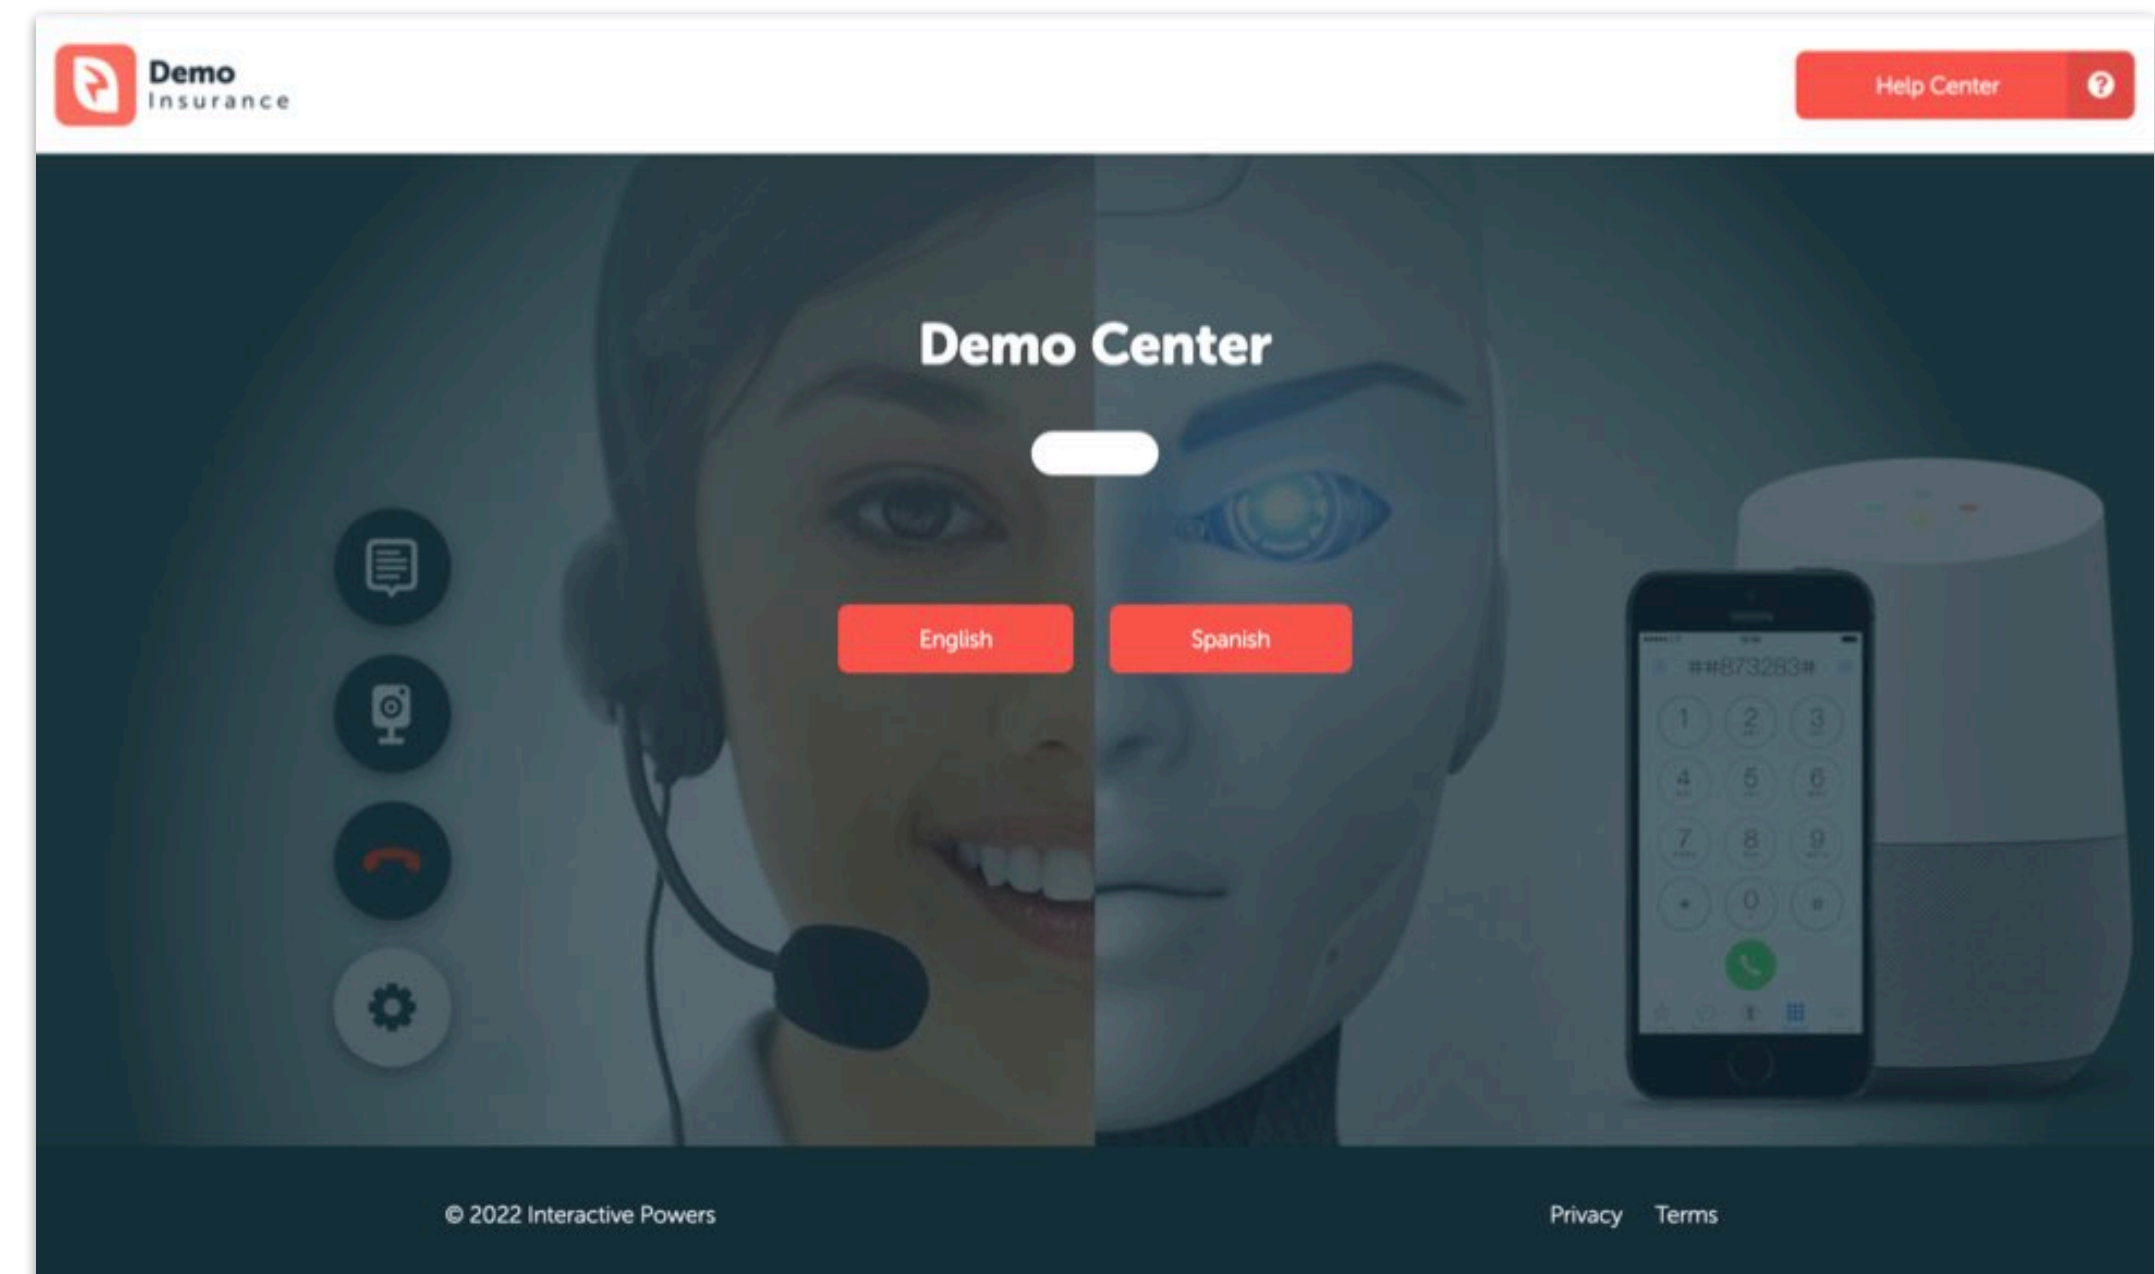 Demo
Insurance
Help Center
?
Demo Center
English
Spanish
##873283#
1 2 3
4 5 6
7 8 9
0
© 2022 Interactive Powers
Privacy Terms